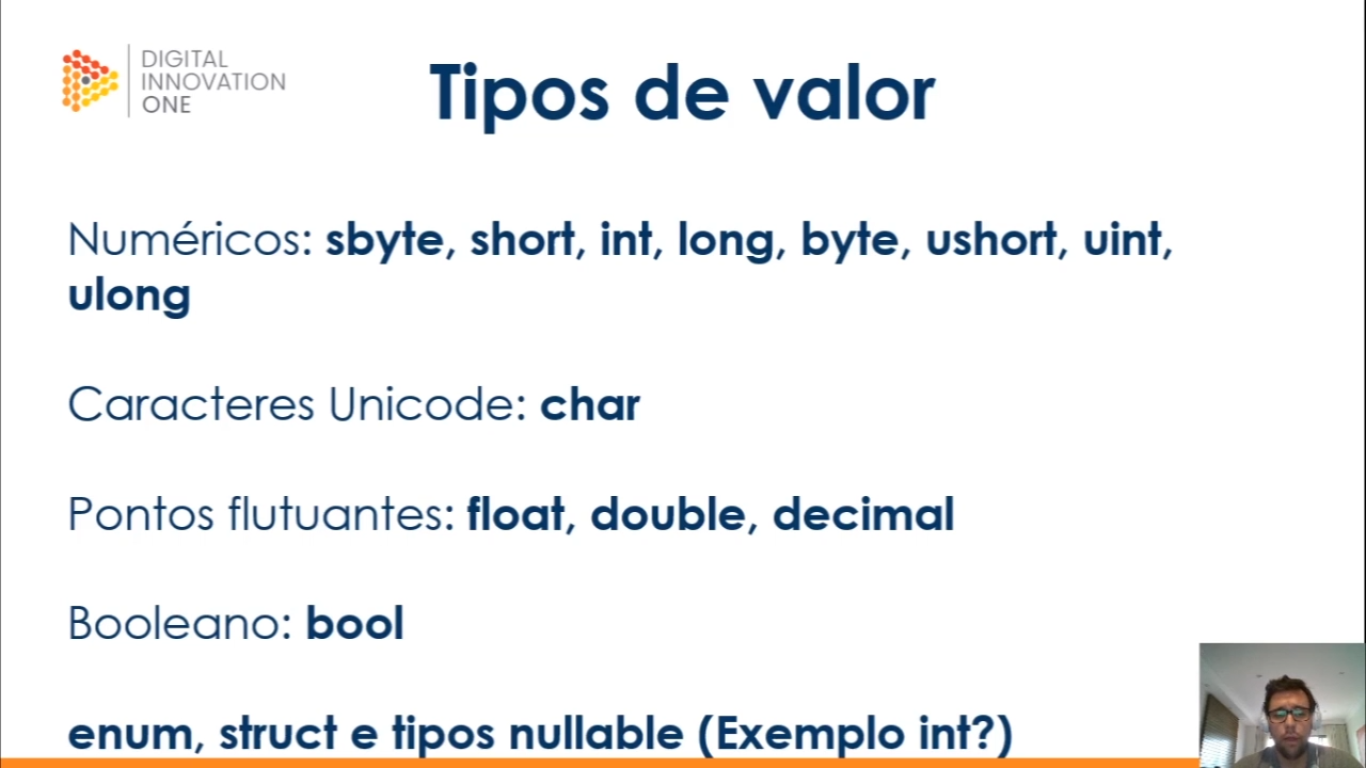 DIGITAL
INNOVATION
ONE
Tipos de valor
Numéricos: sbyte, short, int, long, byte, ushort, uint,
ulong
Caracteres Unicode: char
Pontos flutuantes: float, double, decimal
Booleano: bool
enum, struct e tipos nullable (Exemplo int?)